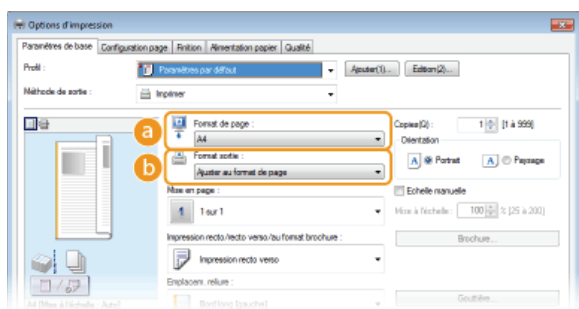 Options d'impression
Paramètres de base Configuration page Finition Alimentation papier Qualité
Profil : Paramètres par défaut Ajouter(1)... Edition(2)...
Méthode de sortie : Imprimer
a Format de page : Copies(Q) : 1 [1 à 999]
A4 Orientation
b Format sortie : A Portrait A Paysage
Ajuster au format de page
Mise en page : Echelle manuelle
1 1 sur 1 Mise à l'échelle : 100 % [25 à 200]
Impression recto/recto verso/au format brochure : Brochure...
Impression recto verso
Emplacem. reliure :
Bord long [gauche] Gouttière...
A4 [Mise à l'échelle : Auto]